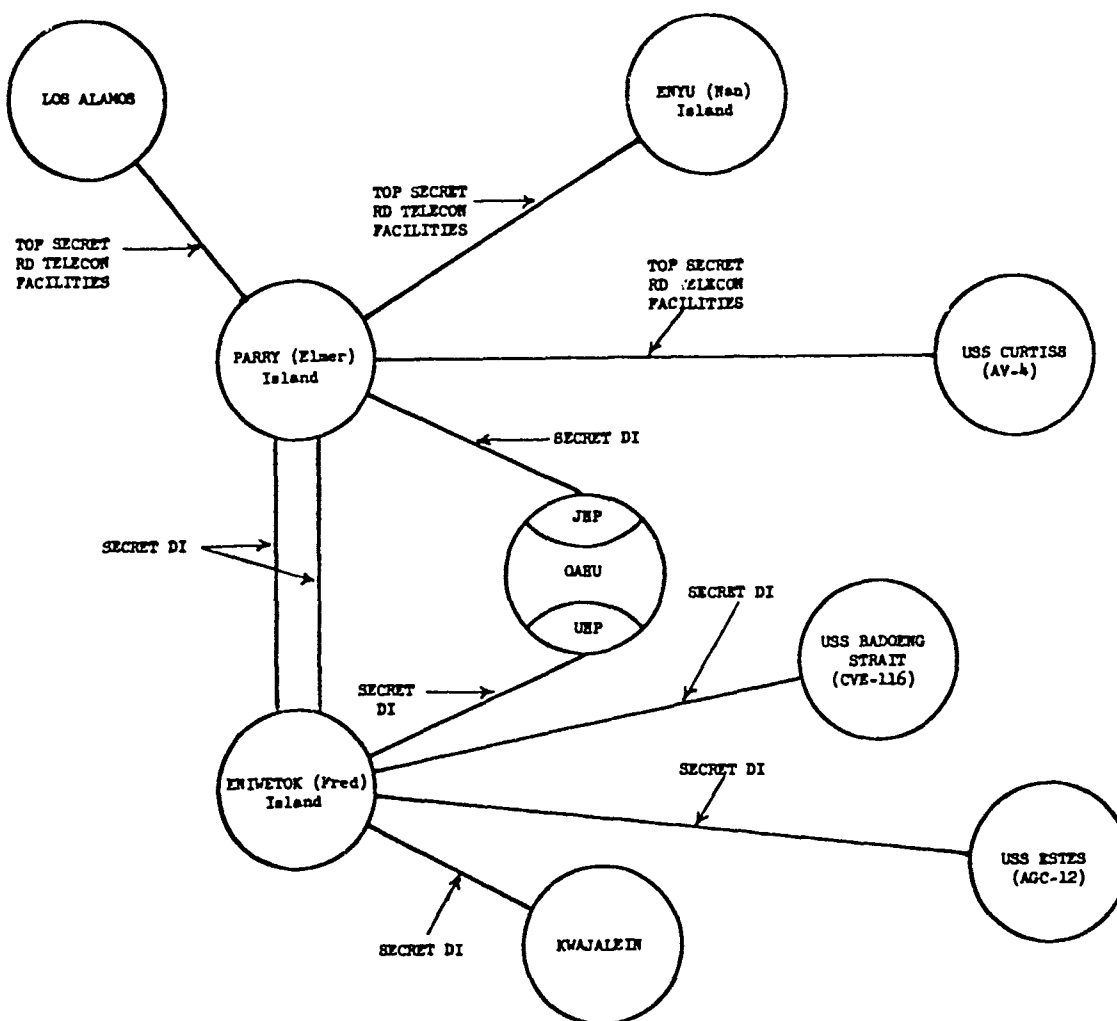 LOS ALAMOS
ENYU (Nan)
Island
TOP SECRET
RD TELECON
FACILITIES
TOP SECRET
RD TELECON
FACILITIES
TOP SECRET
RD TELECON
FACILITIES
PARRY (Elmer)
Island
USS CURTISS
(AV-4)
SECRET DI
JHP
OAHU
UHP
SECRET DI
SECRET DI
USS BADOENG
STRAIT
(CVE-116)
SECRET
DI
ENIWETOK (Fred)
Island
SECRET DI
USS ESTES
(AGC-12)
SECRET DI
KWAJALEIN